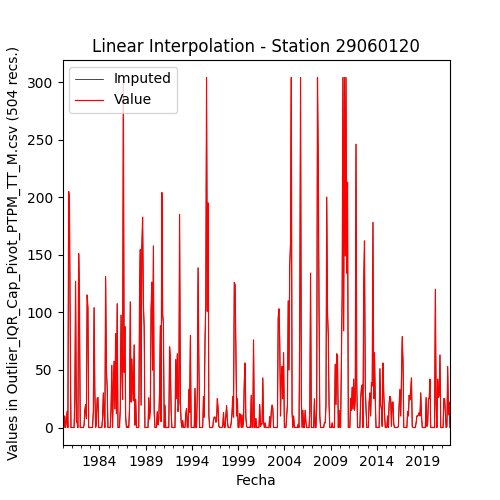 Linear Interpolation - Station 29060120
Values in Outlier_IQR_Cap_Pivot_PTPM_TT_M.csv (504 recs.)
Imputed
Value
300
250
200
150
100
50
0
1984 1989 1994 1999 2004 2009 2014 2019
Fecha